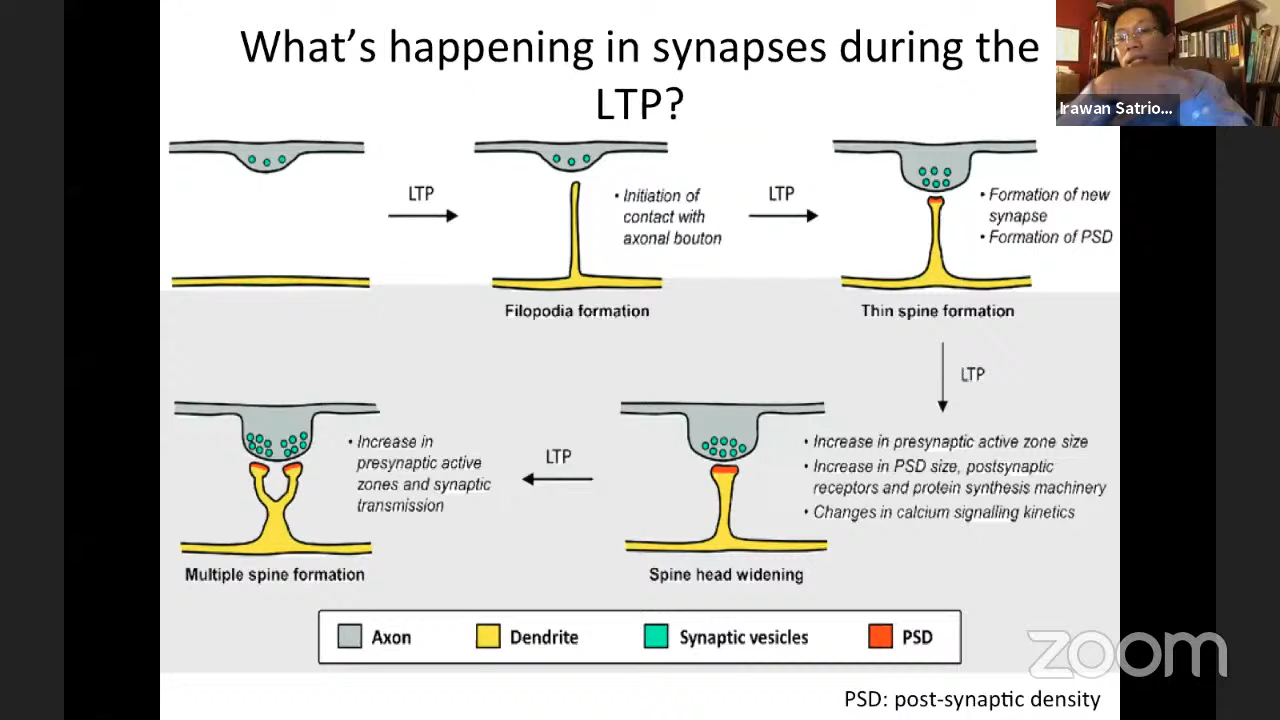 What's happening in synapses during the
LTP?
Irawan Satrio...
LTP
• Initiation of
contact with
axonal bouton
LTP
• Formation of new
synapse
• Formation of PSD
Filopodia formation
Thin spine formation
LTP
• Increase in
presynaptic active
zones and synaptic
transmission
LTP
• Increase in presynaptic active zone size
• Increase in PSD size, postsynaptic
receptors and protein synthesis machinery
• Changes in calcium signalling kinetics
Multiple spine formation
Spine head widening
Axon
Dendrite
Synaptic vesicles
PSD
zoom
PSD: post-synaptic density